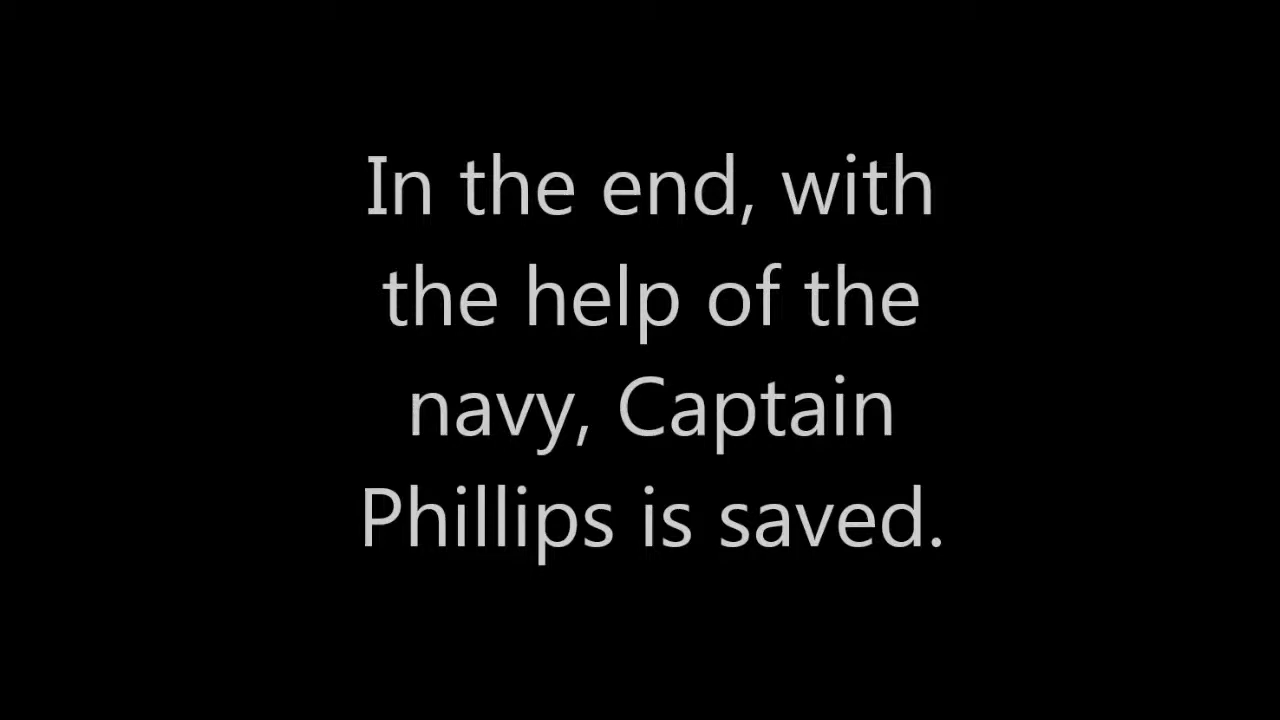 In the end, with
the help of the
navy, Captain
Phillips is saved.